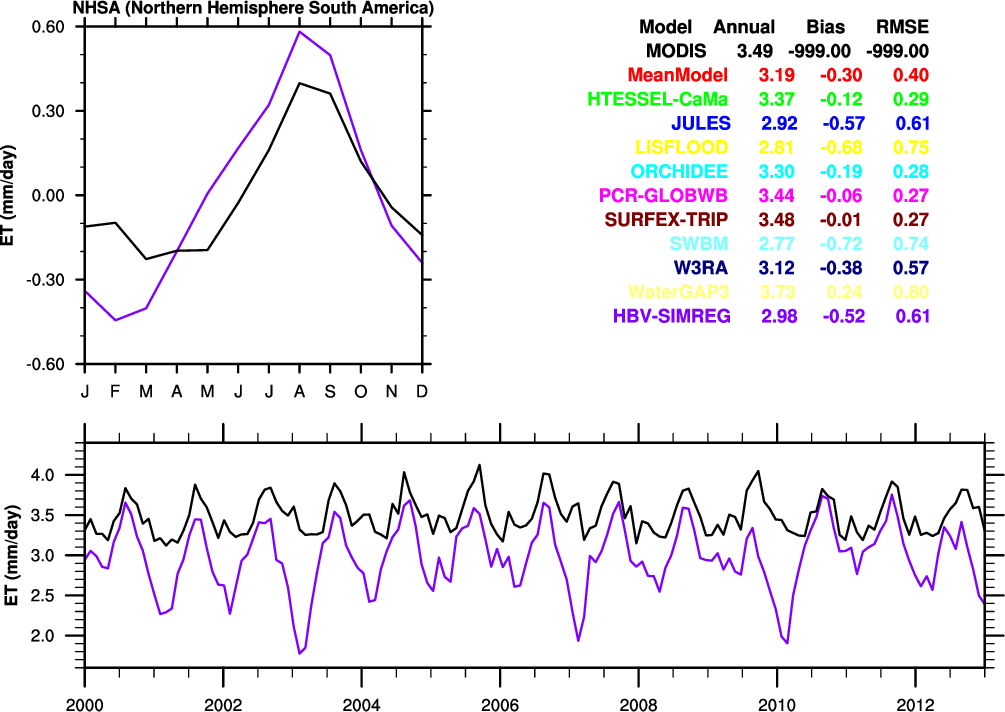 NHSA (Northern Hemisphere South America)
0.60
0.30
0.00
-0.30
-0.60
ET (mm/day)
J F M A M J J A S O N D
Model Annual Bias RMSE
MODIS 3.49 -999.00 -999.00
MeanModel 3.19 -0.30 0.40
HTESSEL-CaMa 3.37 -0.12 0.29
JULES 2.92 -0.57 0.61
LISFLOOD 2.81 -0.68 0.75
ORCHIDEE 3.30 -0.19 0.28
PCR-GLOBWB 3.44 -0.06 0.27
SURFEX-TRIP 3.48 -0.01 0.27
SWBM 2.77 -0.72 0.74
W3RA 3.12 -0.38 0.57
WaterGAP3 3.73 0.24 0.80
HBV-SIMREG 2.98 -0.52 0.61
4.0
3.5
3.0
2.5
2.0
ET (mm/day)
2000 2002 2004 2006 2008 2010 2012